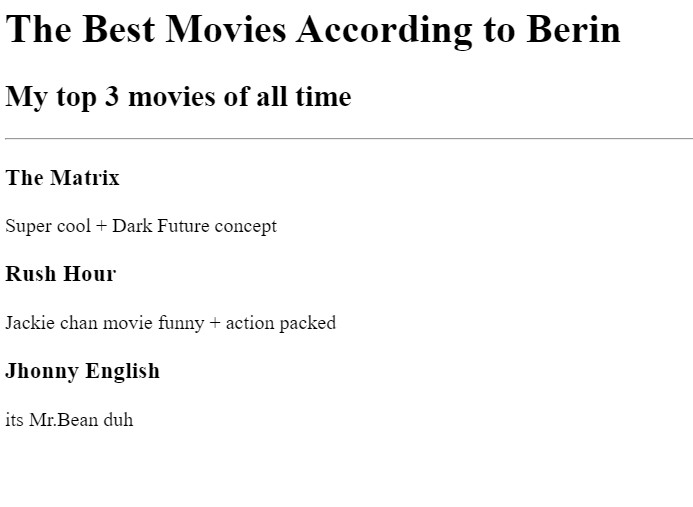 The Best Movies According to Berin
My top 3 movies of all time
The Matrix
Super cool + Dark Future concept
Rush Hour
Jackie chan movie funny + action packed
Jhonny English
its Mr.Bean duh